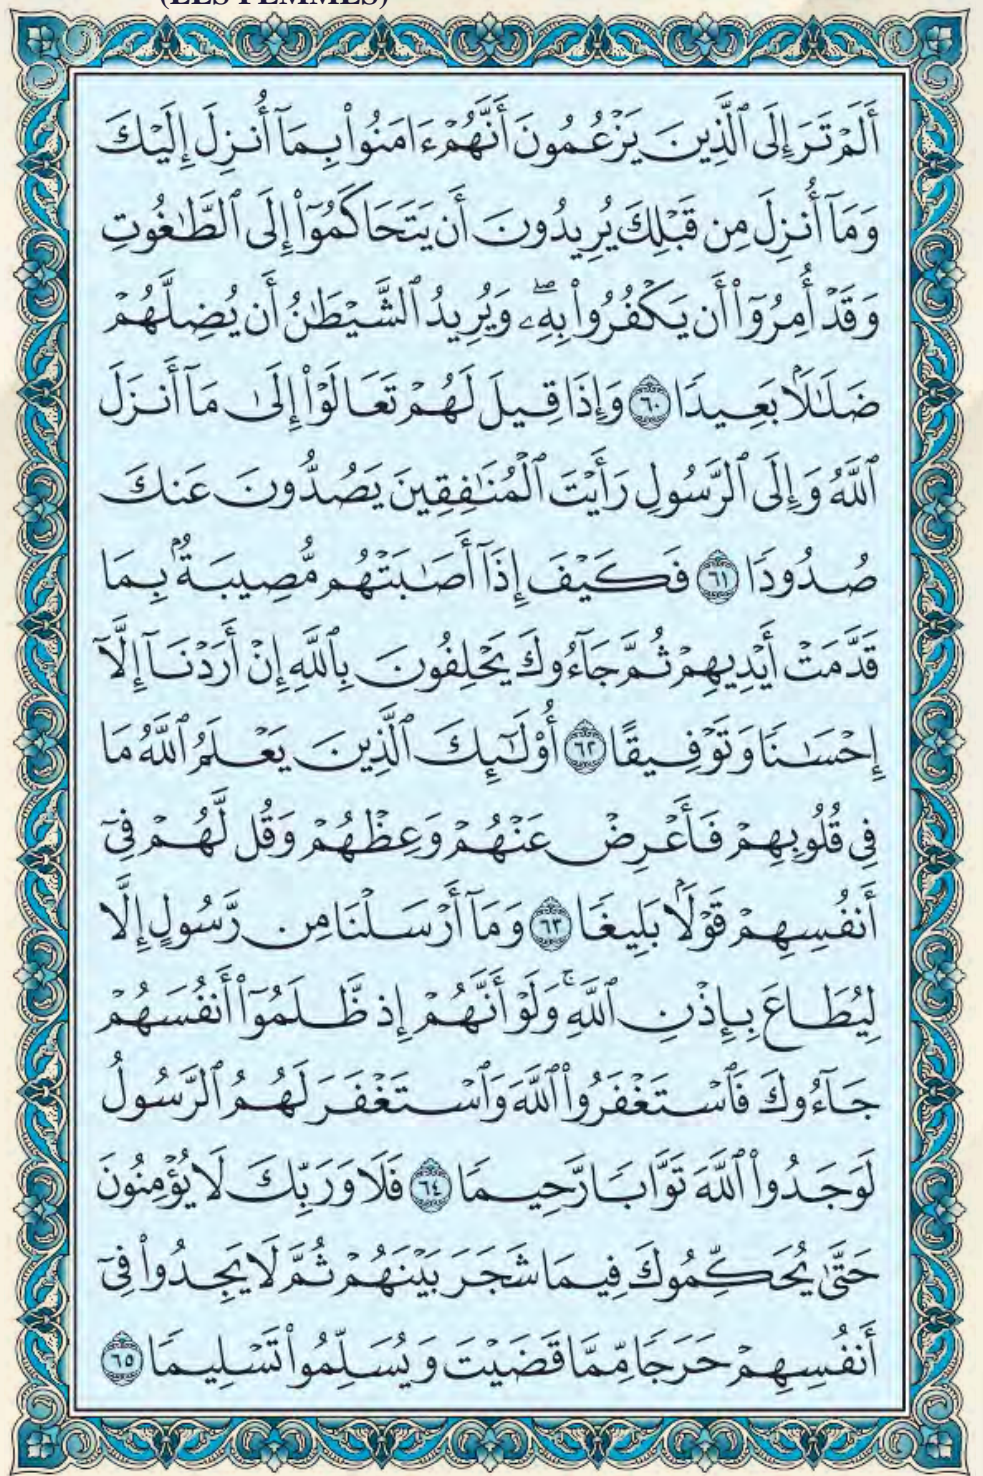 (LES FEMMES)
أَلَمْ تَرَ إِلَى ٱلَّذِينَ يَزْعُمُونَ أَنَّهُمْ ءَامَنُوا۟ بِمَآ أُنزِلَ إِلَيْكَ
وَمَآ أُنزِلَ مِن قَبْلِكَ يُرِيدُونَ أَن يَتَحَاكَمُوٓا۟ إِلَى ٱلطَّـٰغُوتِ
وَقَدْ أُمِرُوٓا۟ أَن يَكْفُرُوا۟ بِهِۦۖ وَيُرِيدُ ٱلشَّيْطَـٰنُ أَن يُضِلَّهُمْ
ضَلَـٰلًۢا بَعِيدًا ٦٠ وَإِذَا قِيلَ لَهُمْ تَعَالَوْا۟ إِلَىٰ مَآ أَنزَلَ
ٱللَّهُ وَإِلَى ٱلرَّسُولِ رَأَيْتَ ٱلْمُنَـٰفِقِينَ يَصُدُّونَ عَنكَ
صُدُودًا ٦١ فَكَيْفَ إِذَآ أَصَـٰبَتْهُم مُّصِيبَةٌۢ بِمَا
قَدَّمَتْ أَيْدِيهِمْ ثُمَّ جَآءُوكَ يَحْلِفُونَ بِٱللَّهِ إِنْ أَرَدْنَآ إِلَّآ
إِحْسَـٰنًا وَتَوْفِيقًا ٦٢ أُو۟لَـٰٓئِكَ ٱلَّذِينَ يَعْلَمُ ٱللَّهُ مَا
فِى قُلُوبِهِمْ فَأَعْرِضْ عَنْهُمْ وَعِظْهُمْ وَقُل لَّهُمْ فِىٓ
أَنفُسِهِمْ قَوْلًۢا بَلِيغًا ٦٣ وَمَآ أَرْسَلْنَا مِن رَّسُولٍ إِلَّا
لِيُطَاعَ بِإِذْنِ ٱللَّهِۚ وَلَوْ أَنَّهُمْ إِذ ظَّلَمُوٓا۟ أَنفُسَهُمْ
جَآءُوكَ فَٱسْتَغْفَرُوا۟ ٱللَّهَ وَٱسْتَغْفَرَ لَهُمُ ٱلرَّسُولُ
لَوَجَدُوا۟ ٱللَّهَ تَوَّابًا رَّحِيمًا ٦٤ فَلَا وَرَبِّكَ لَا يُؤْمِنُونَ
حَتَّىٰ يُحَكِّمُوكَ فِيمَا شَجَرَ بَيْنَهُمْ ثُمَّ لَا يَجِدُوا۟ فِىٓ
أَنفُسِهِمْ حَرَجًا مِّمَّا قَضَيْتَ وَيُسَلِّمُوا۟ تَسْلِيمًا ٦٥